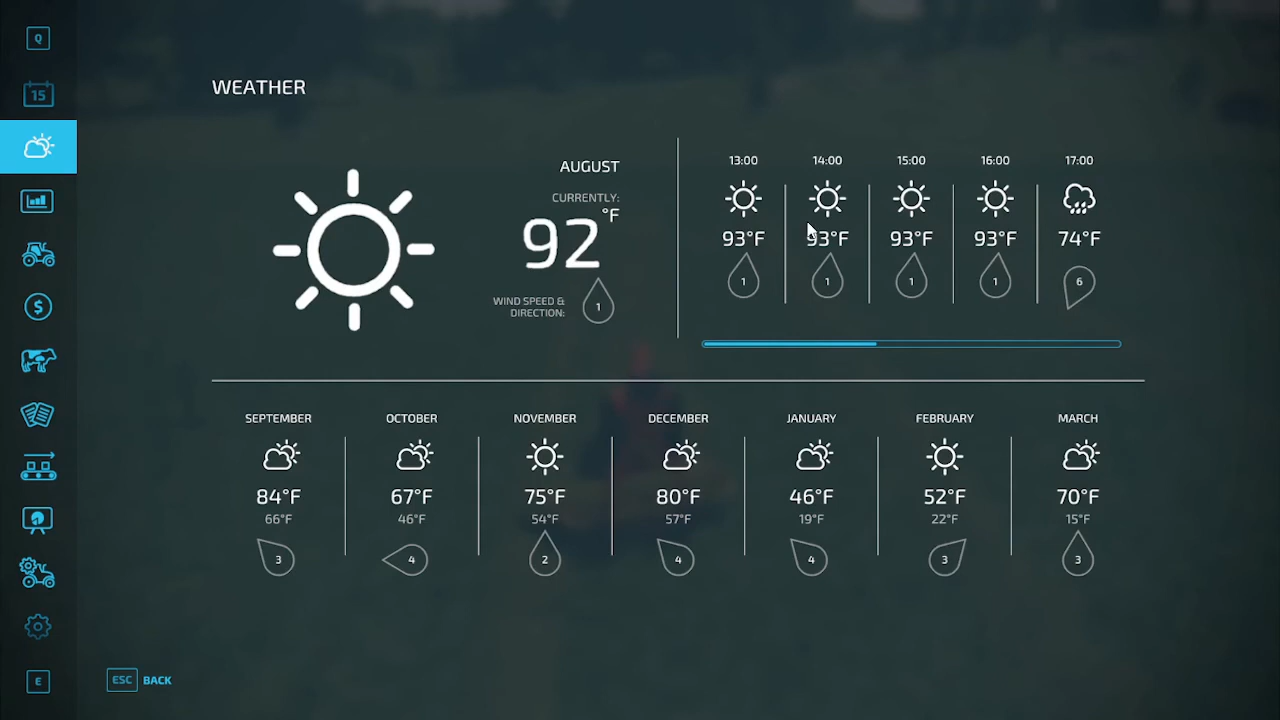 Q
15
WEATHER
AUGUST
CURRENTLY:
92 °F
WIND SPEED &
DIRECTION:
1
13:00 14:00 15:00 16:00 17:00
93°F 93°F 93°F 93°F 74°F
1 1 1 1 6
SEPTEMBER OCTOBER NOVEMBER DECEMBER JANUARY FEBRUARY MARCH
84°F 67°F 75°F 80°F 46°F 52°F 70°F
66°F 46°F 54°F 57°F 19°F 22°F 15°F
3 4 2 4 4 3 3
E
ESC BACK